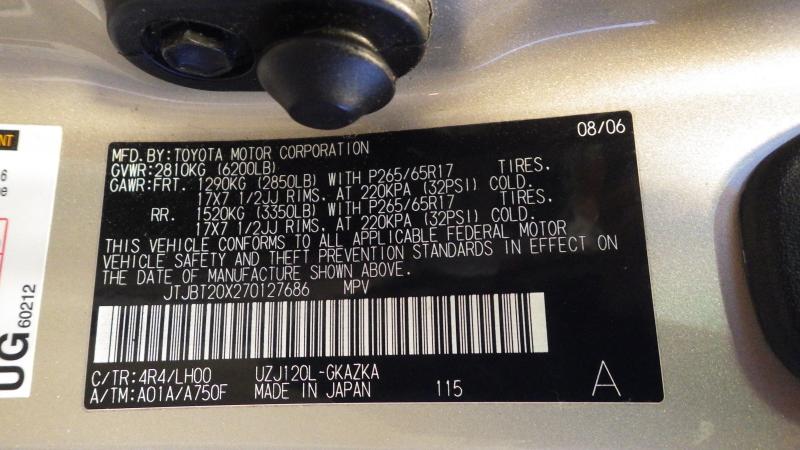 08/06
MFD. BY: TOYOTA MOTOR CORPORATION
GVWR: 2810KG (6200LB)
GAWR: FRT. 1290KG (2850LB) WITH P265/65R17 TIRES.
17X7 1/2JJ RIMS. AT 220KPA (32PSI) COLD.
RR. 1520KG (3350LB) WITH P265/65R17 TIRES.
17X7 1/2JJ RIMS. AT 220KPA (32PSI) COLD.
THIS VEHICLE CONFORMS TO ALL APPLICABLE FEDERAL MOTOR
VEHICLE SAFETY AND THEFT PREVENTION STANDARDS IN EFFECT ON
THE DATE OF MANUFACTURE SHOWN ABOVE.
JTJBT20X270127686 MPV
C/TR: 4R4/LH00 UZJ120L-GKAZKA
A/TM: A01A/A750F MADE IN JAPAN 115 A
NT
6
UG
60212